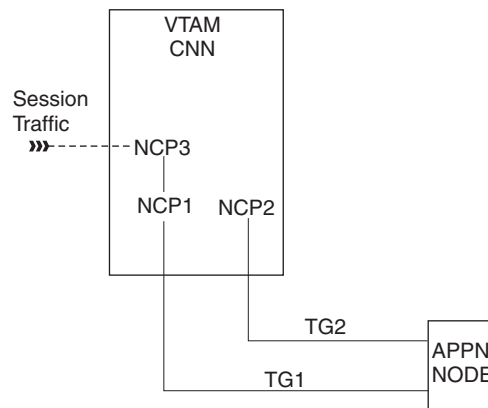 VTAM
CNN
Session
Traffic
NCP3
NCP1
NCP2
TG2
APPN
NODE
TG1